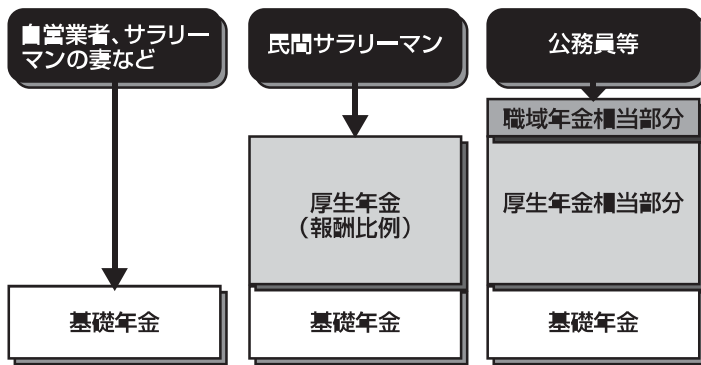 自営業者、サラリー
マンの妻など
民間サラリーマン
公務員等
職域年金相当部分
厚生年金
（報酬比例）
厚生年金相当部分
基礎年金
基礎年金
基礎年金